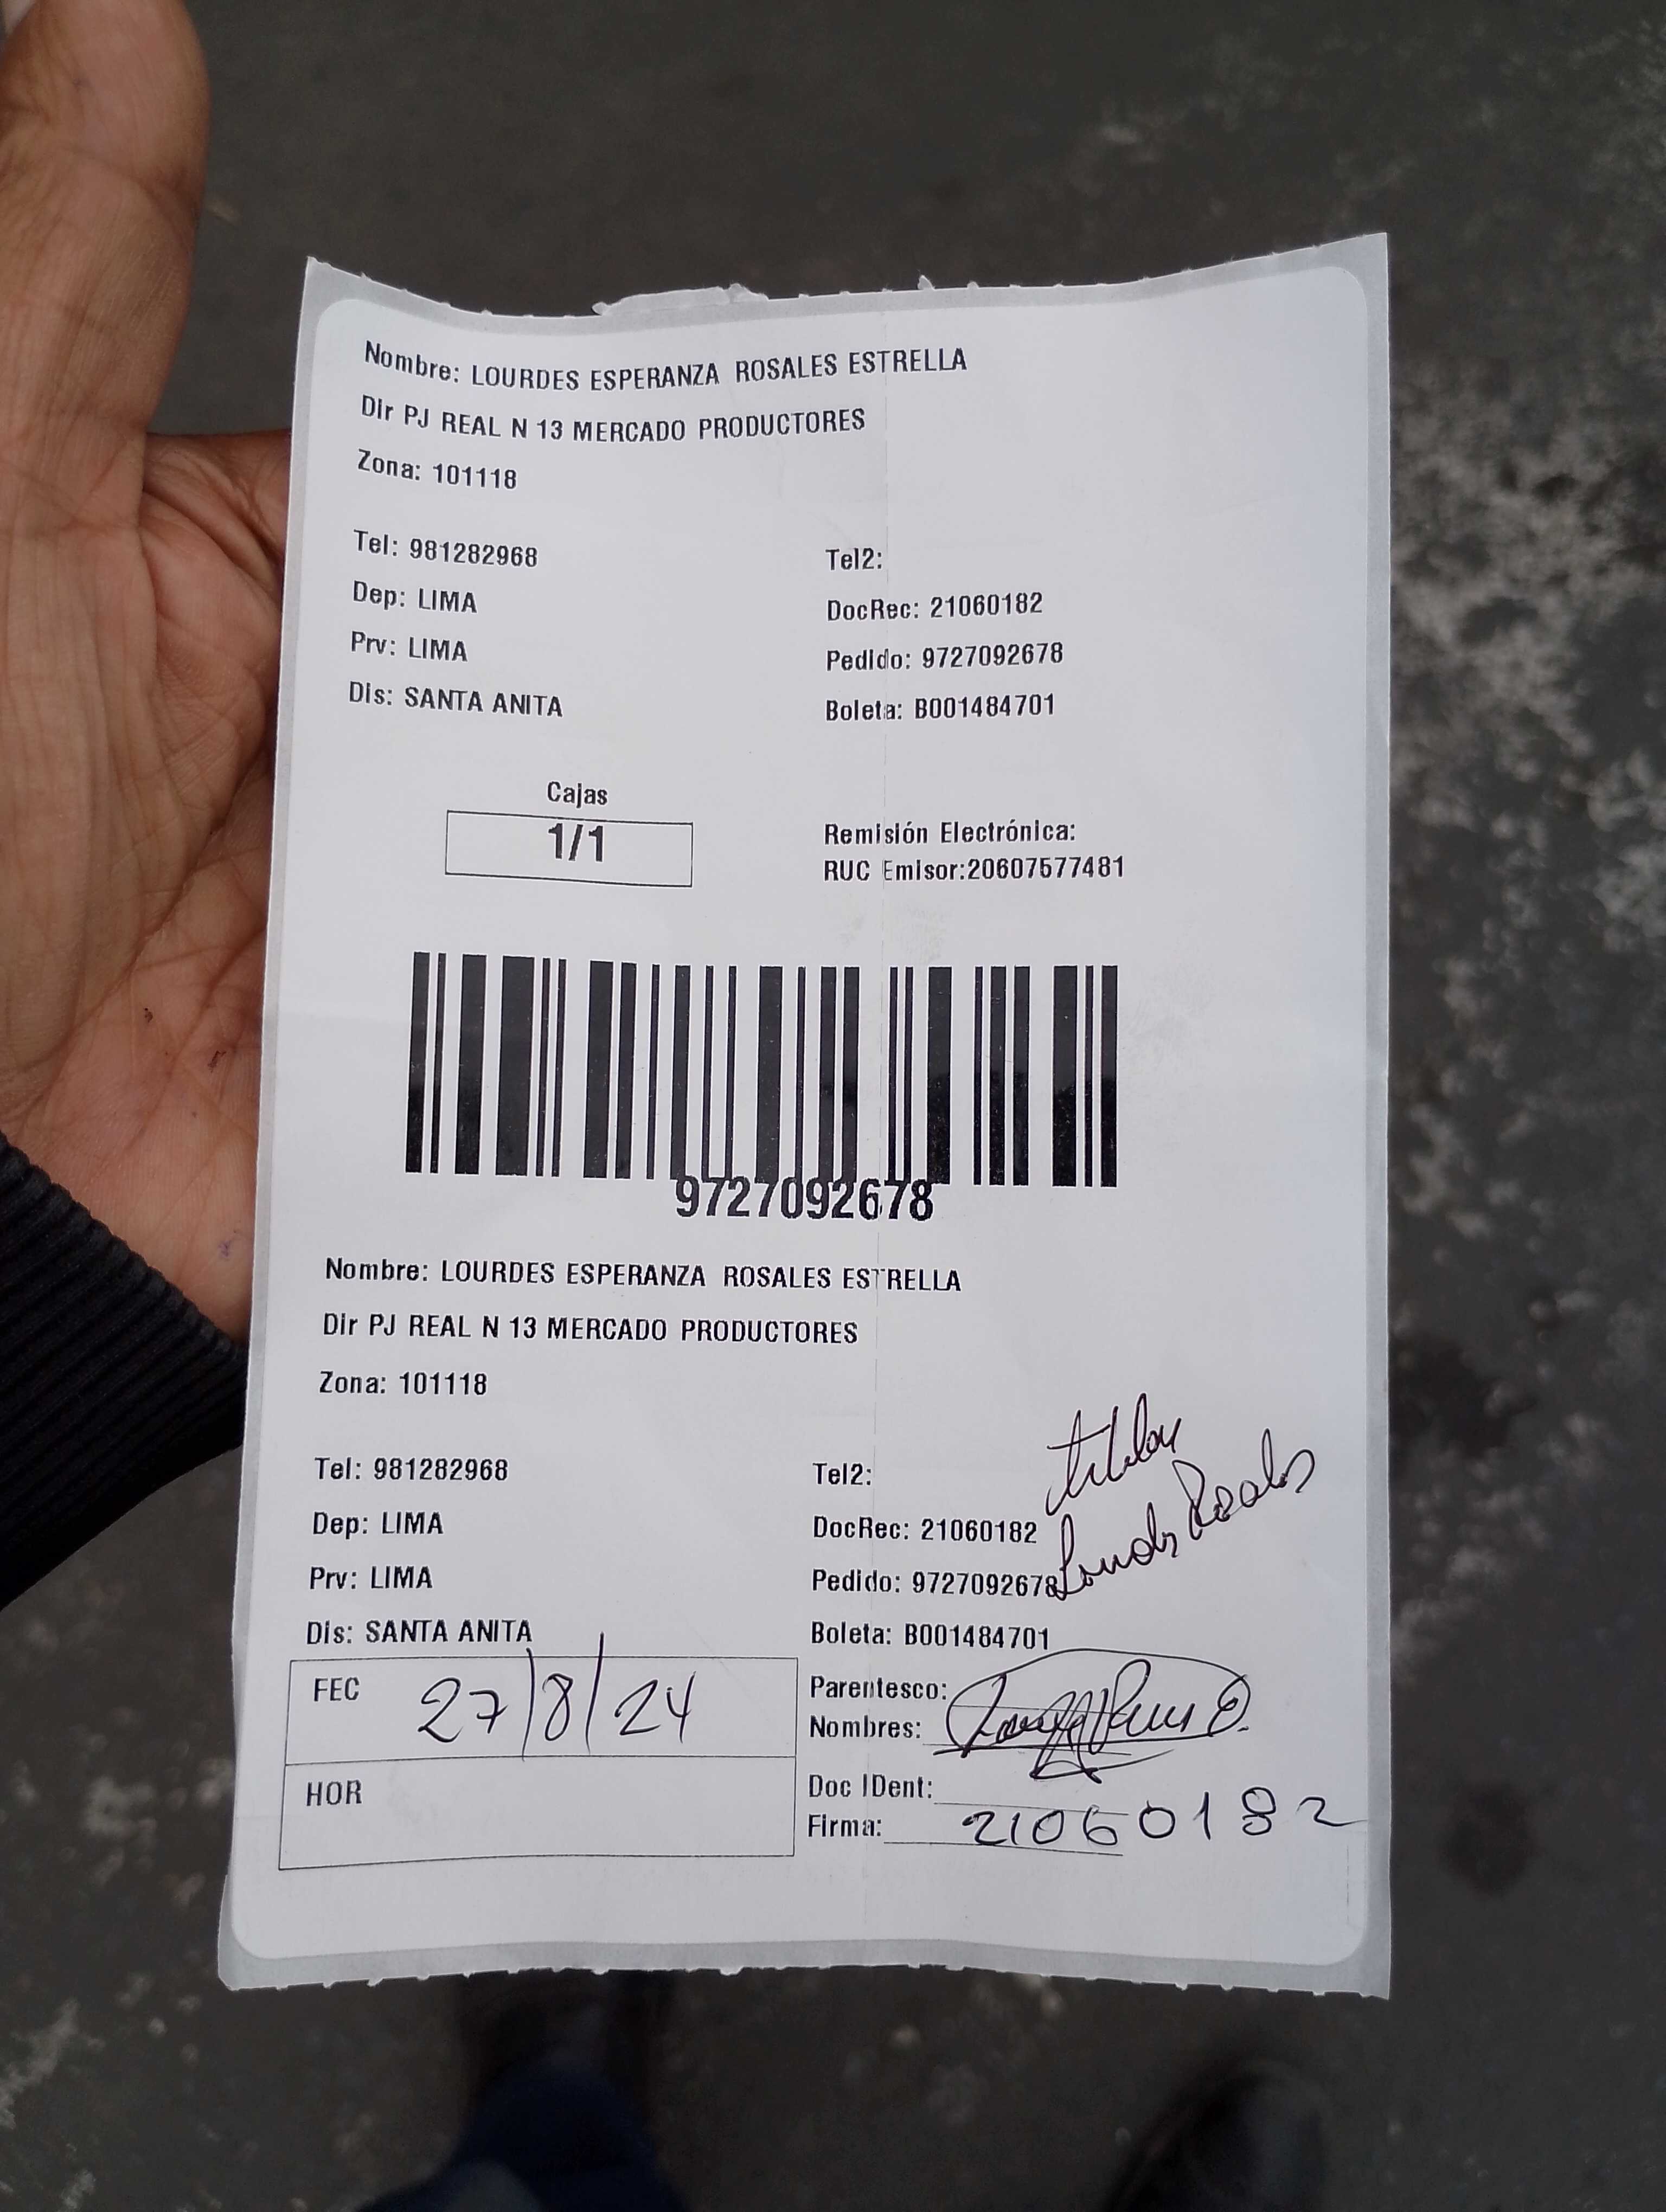 Nombre: LOURDES ESPERANZA ROSALES ESTRELLA
Dir PJ REAL N 13 MERCADO PRODUCTORES
Zona: 101118
Tel: 981282968
Tel2:
Dep: LIMA
DocRec: 21060182
Prv: LIMA
Pedido: 9727092678
Dis: SANTA ANITA
Boleta: B001484701
Cajas
1/1
Remisión Electrónica:
RUC Emisor:20607577481
9727092678
Nombre: LOURDES ESPERANZA ROSALES ESTRELLA
Dir PJ REAL N 13 MERCADO PRODUCTORES
Zona: 101118
Tel: 981282968
Tel2:
Dep: LIMA
DocRec: 21060182
Prv: LIMA
Pedido: 9727092678
Dis: SANTA ANITA
Boleta: B001484701
FEC 27/8/24
Parentesco:
Nombres:
HOR
Doc IDent:
Firma: 21060182